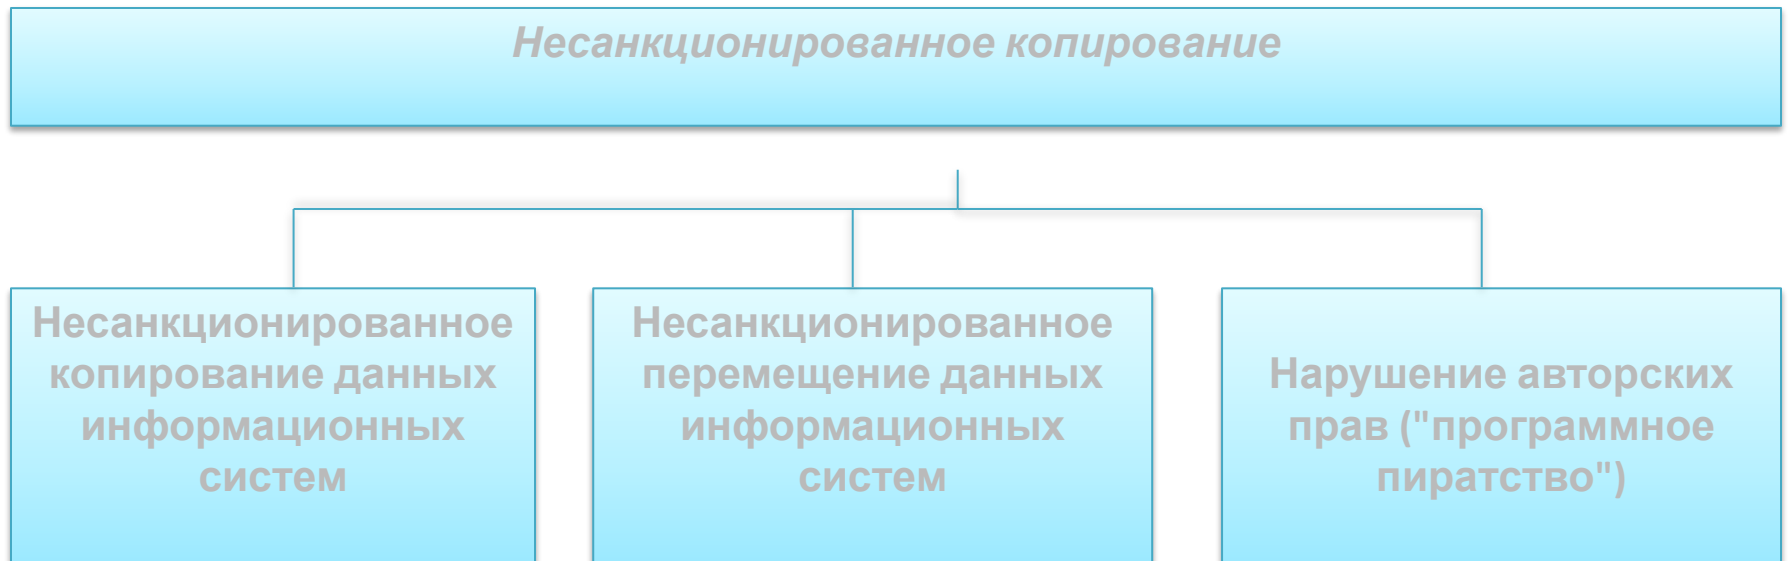 Несанкционированное копирование
Несанкционированное
копирование данных
информационных
систем
Несанкционированное
перемещение данных
информационных
систем
Нарушение авторских
прав ("программное
пиратство")